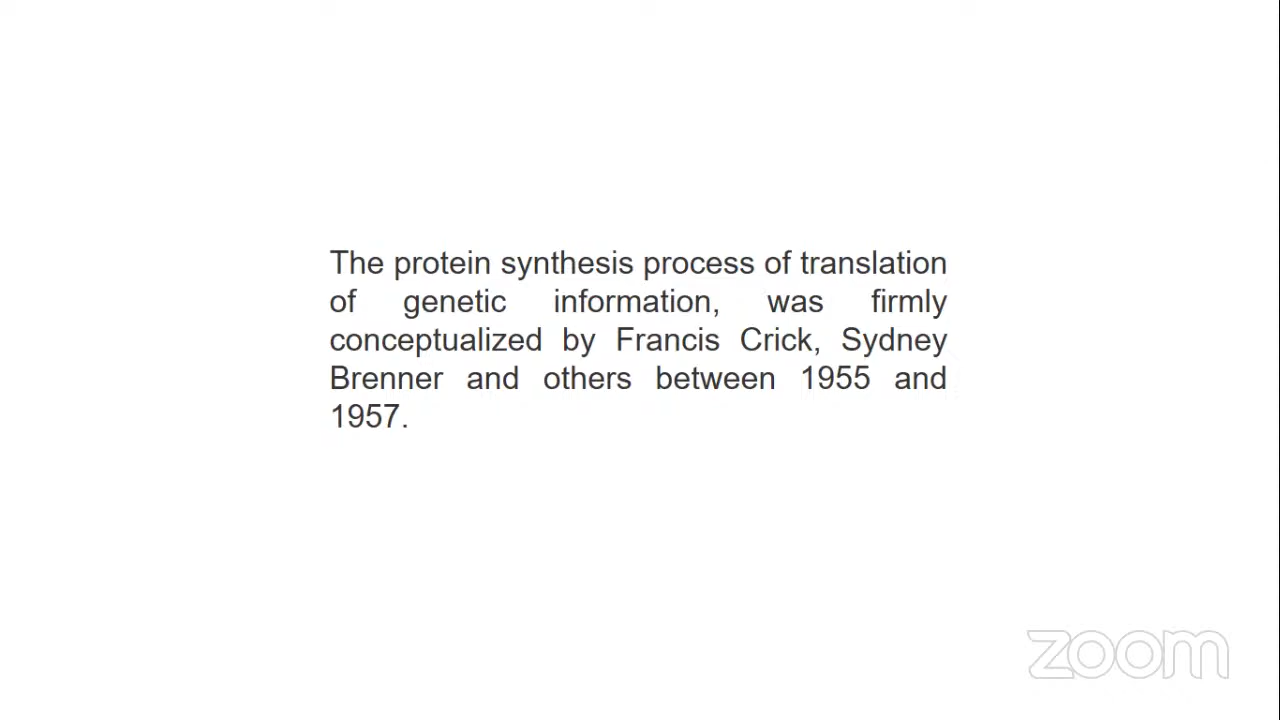 The protein synthesis process of translation
of genetic information, was firmly
conceptualized by Francis Crick, Sydney
Brenner and others between 1955 and
1957.
zoom